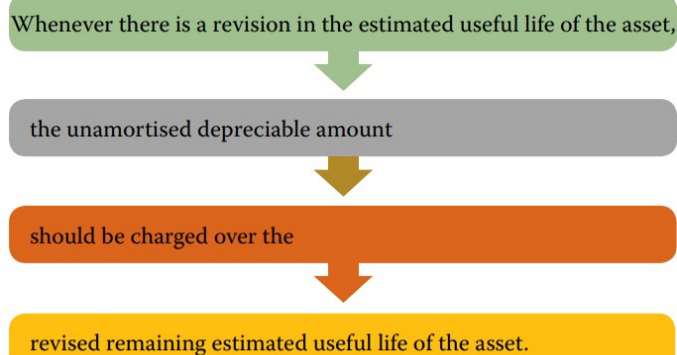 Whenever there is a revision in the estimated useful life of the asset,
the unamortised depreciable amount
should be charged over the
revised remaining estimated useful life of the asset.